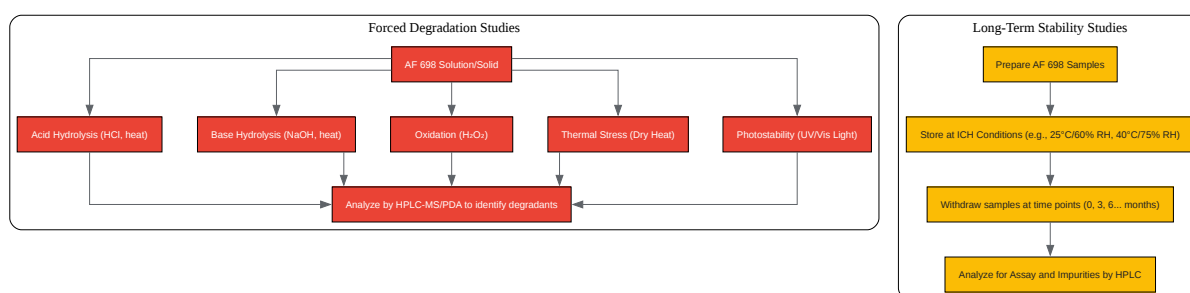 Forced Degradation Studies
AF 698 Solution/Solid
Acid Hydrolysis (HCl, heat)
Base Hydrolysis (NaOH, heat)
Oxidation (H₂O₂)
Thermal Stress (Dry Heat)
Photostability (UV/Vis Light)
Analyze by HPLC-MS/PDA to identify degradants
Long-Term Stability Studies
Prepare AF 698 Samples
Store at ICH Conditions (e.g., 25°C/60% RH, 40°C/75% RH)
Withdraw samples at time points (0, 3, 6... months)
Analyze for Assay and Impurities by HPLC